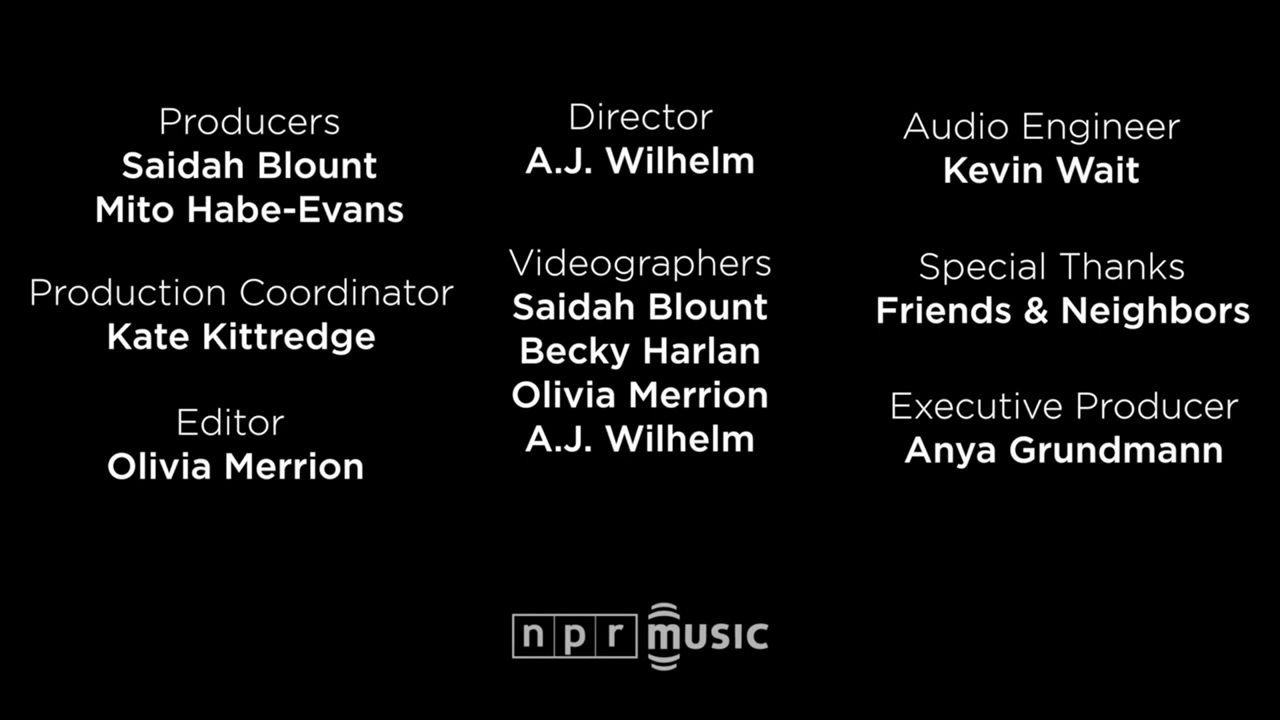 Producers
Saidah Blount
Mito Habe-Evans
Production Coordinator
Kate Kittredge
Editor
Olivia Merrion
Director
A.J. Wilhelm
Videographers
Saidah Blount
Becky Harlan
Olivia Merrion
A.J. Wilhelm
Audio Engineer
Kevin Wait
Special Thanks
Friends & Neighbors
Executive Producer
Anya Grundmann
npr music